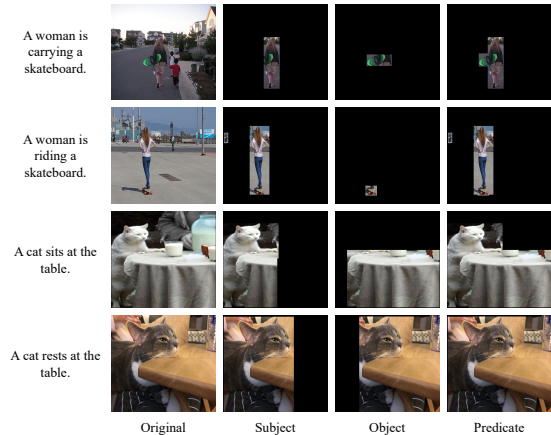 A woman is
carrying a
skateboard.
A woman is
riding a
skateboard.
A cat sits at the
table.
A cat rests at the
table.
Original
Subject
Object
Predicate